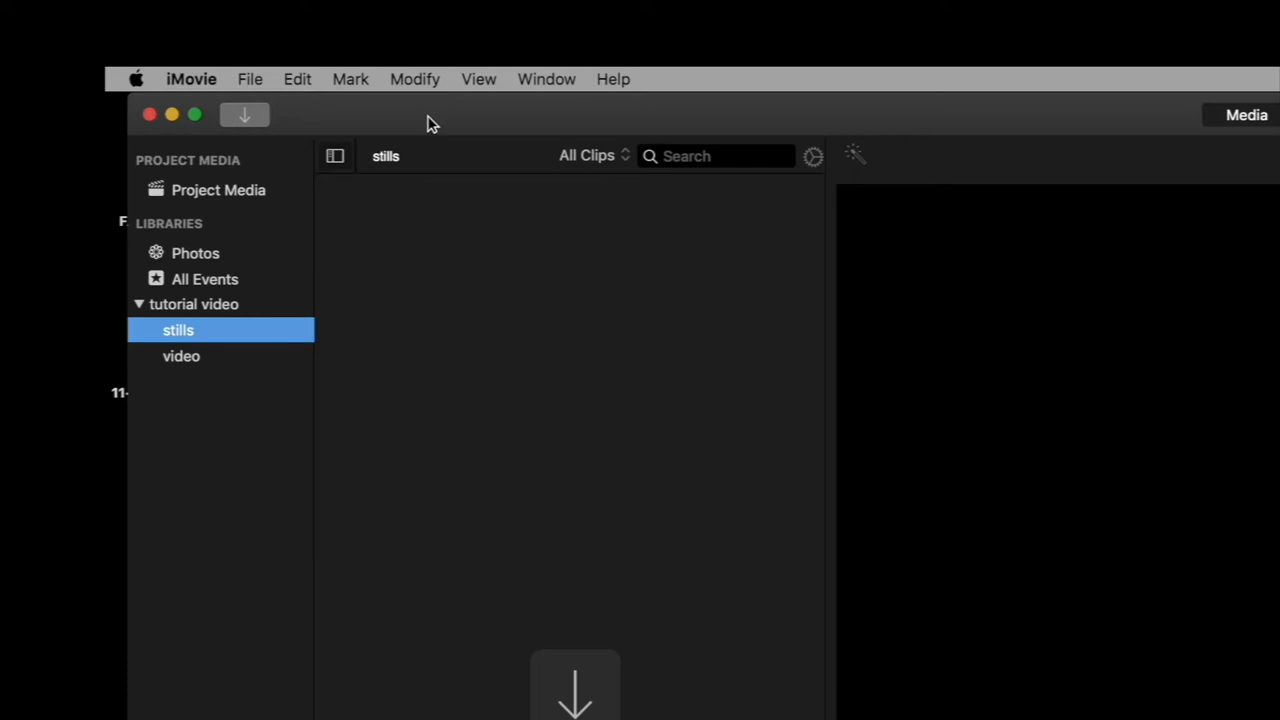 iMovie File Edit Mark Modify View Window Help
Media
PROJECT MEDIA
stills
All Clips
Search
Project Media
LIBRARIES
F
Photos
All Events
tutorial video
stills
video
11-